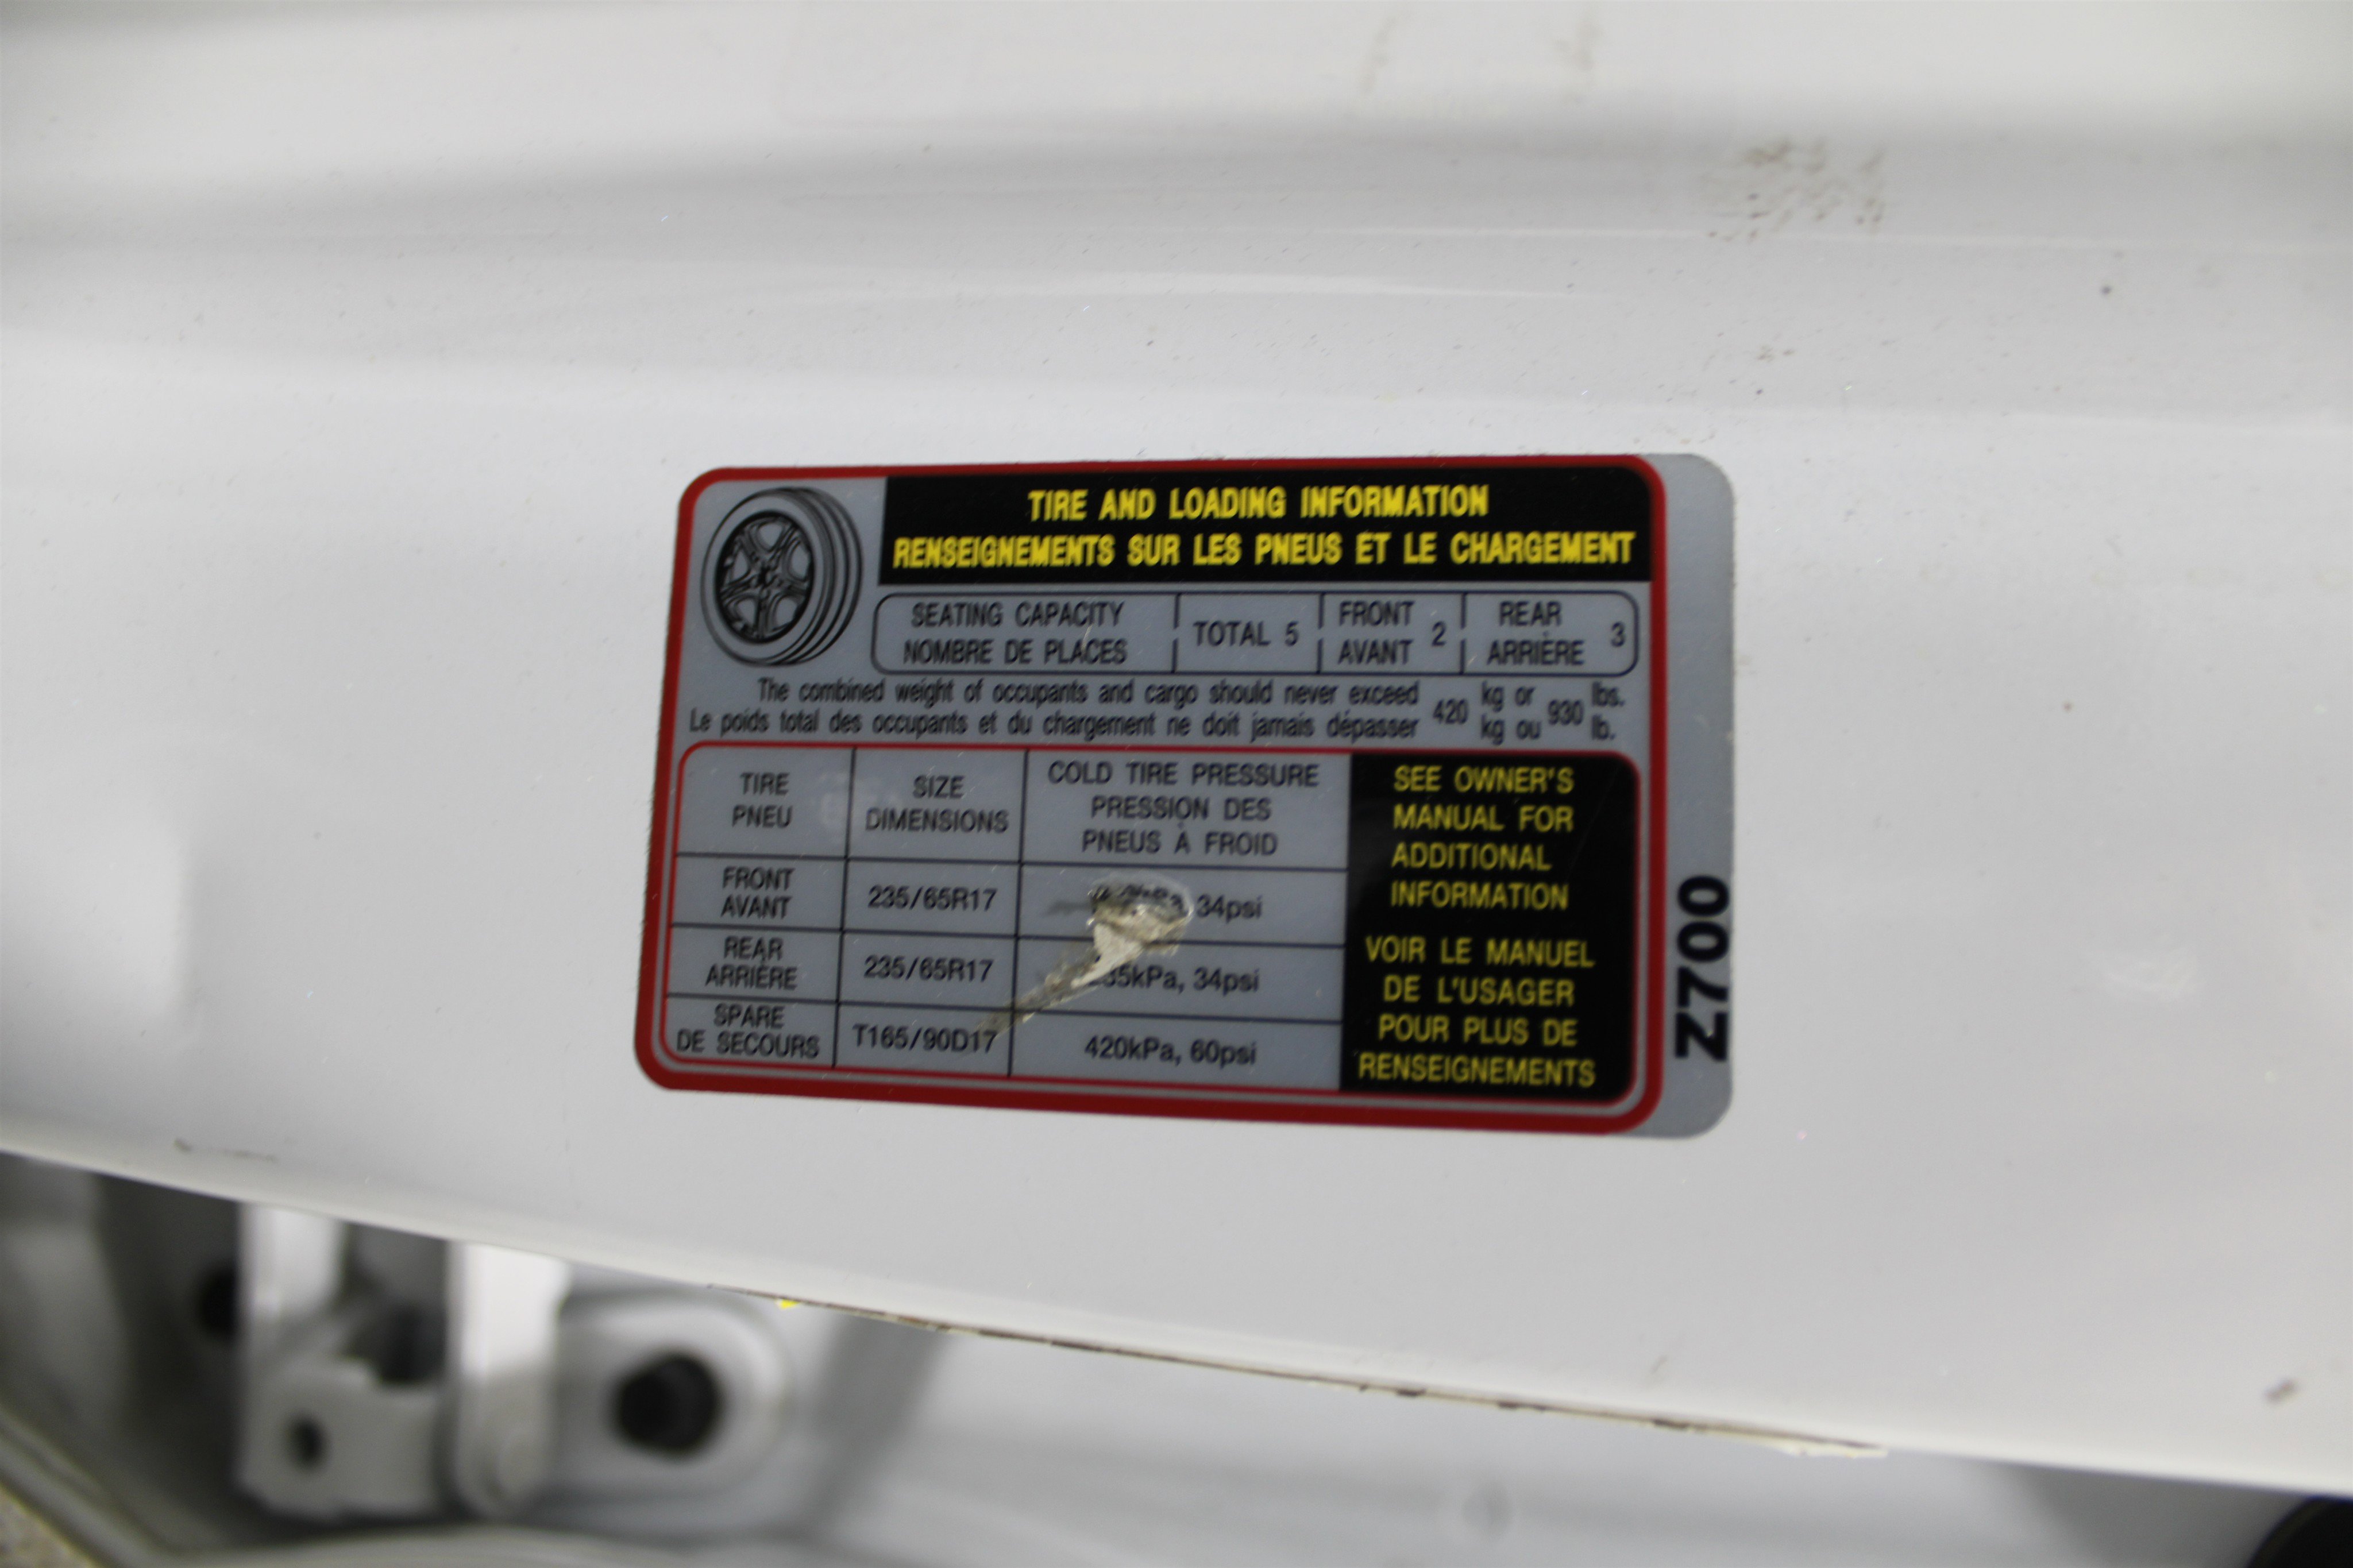 TIRE AND LOADING INFORMATION
RENSEIGNEMENTS SUR LES PNEUS ET LE CHARGEMENT
SEATING CAPACITY
NOMBRE DE PLACES
TOTAL 5
FRONT
AVANT
2
REAR
ARRIÈRE
3
The combined weight of occupants and cargo should never exceed
Le poids total des occupants et du chargement ne doit jamais dépasser
420
kg or
kg ou
930
lbs.
lb.
TIRE
PNEU
SIZE
DIMENSIONS
COLD TIRE PRESSURE
PRESSION DES
PNEUS À FROID
FRONT
AVANT
235/65R17
34psi
REAR
ARRIÈRE
235/65R17
34psi
SPARE
DE SECOURS
T165/90D17
420kPa, 60psi
SEE OWNER'S
MANUAL FOR
ADDITIONAL
INFORMATION
VOIR LE MANUEL
DE L'USAGER
POUR PLUS DE
RENSEIGNEMENTS
Z700